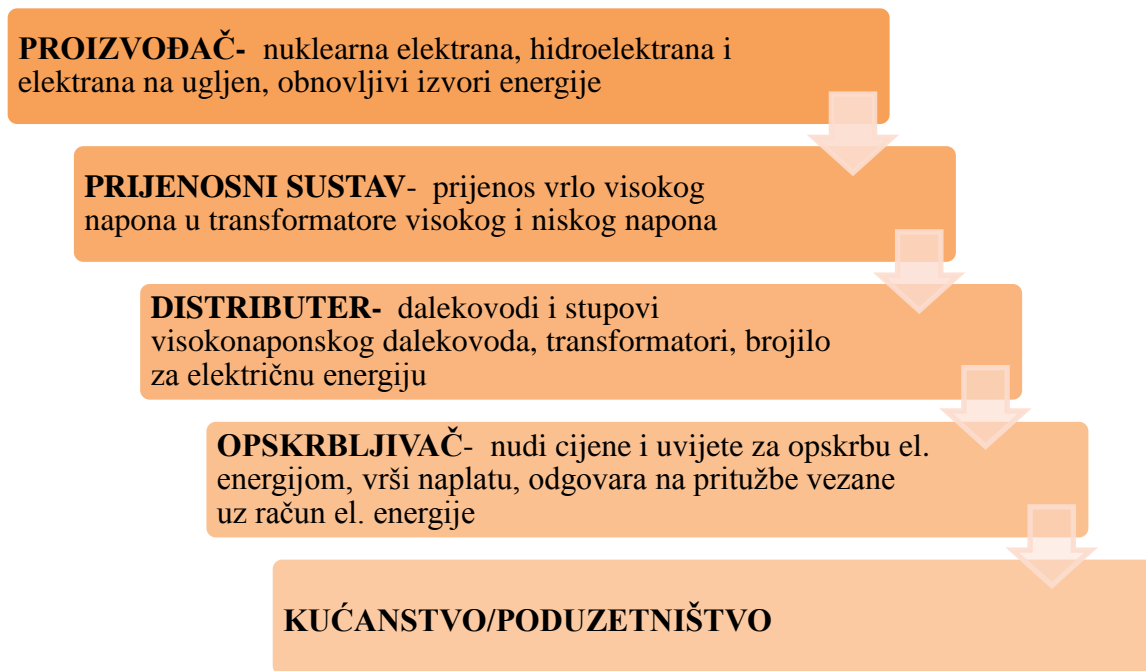 PROIZVOĐAČ- nuklearna elektrana, hidroelektrana i
elektrana na ugljen, obnovljivi izvori energije
PRIJENOSNI SUSTAV- prijenos vrlo visokog
napona u transformatore visokog i niskog napona
DISTRIBUTER- dalekovodi i stupovi
visokonaponskog dalekovoda, transformatori, brojilo
za električnu energiju
OPSKRBLJIVAČ- nudi cijene i uvijete za opskrbu el.
energijom, vrši naplatu, odgovara na pritužbe vezane
uz račun el. energije
KUĆANSTVO/PODUZETNIŠTVO